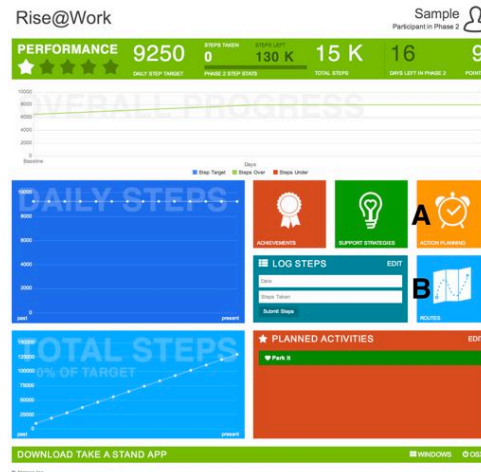 Rise@Work
Sample
Participant in Phase 2
PERFORMANCE
9250
DAILY STEP TARGET
STEPS TAKEN
0
STEPS LEFT
130 K
PHASE 2 STEP STATS
15 K
TOTAL STEPS
16
DAYS LEFT IN PHASE 2
9
POINT
OVERALL PROGRESS
10000
8000
6000
4000
2000
0
Baseline
Days
Step Target Steps Over Steps Under
DAILY STEPS
10000
8000
6000
4000
2000
0
past present
ACHIEVEMENTS
SUPPORT STRATEGIES
A
ACTION PLANNING
LOG STEPS EDIT
Date
Steps Taken
Submit Steps
B
ROUTES
TOTAL STEPS
0% OF TARGET
150000
125000
100000
75000
50000
25000
0
past present
PLANNED ACTIVITIES EDIT
Park it
DOWNLOAD TAKE A STAND APP
WINDOWS OSX